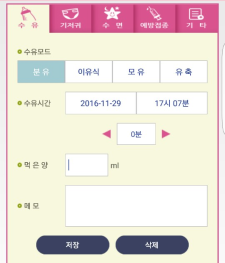 수 유 기저귀 수 면 예방접종 기 타
수유모드
분 유 이유식 모 유 유 축
수유시간 2016-11-29 17시 07분
0분
먹 은 양 ml
메 모
저장 삭제